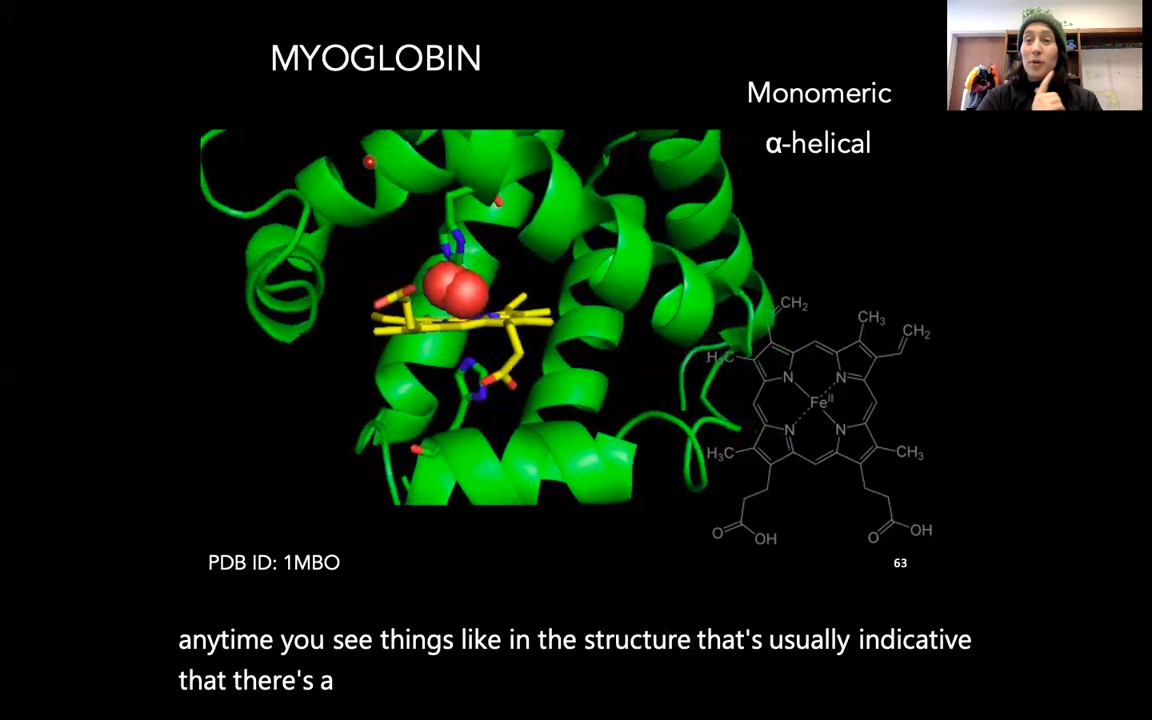 MYOGLOBIN
Monomeric
α-helical
CH₂
CH₃
CH₂
H₃C
N
N
Feᴵᴵ
N
N
H₃C
CH₃
O
OH
O
OH
PDB ID: 1MBO
63
anytime you see things like in the structure that's usually indicative
that there's a